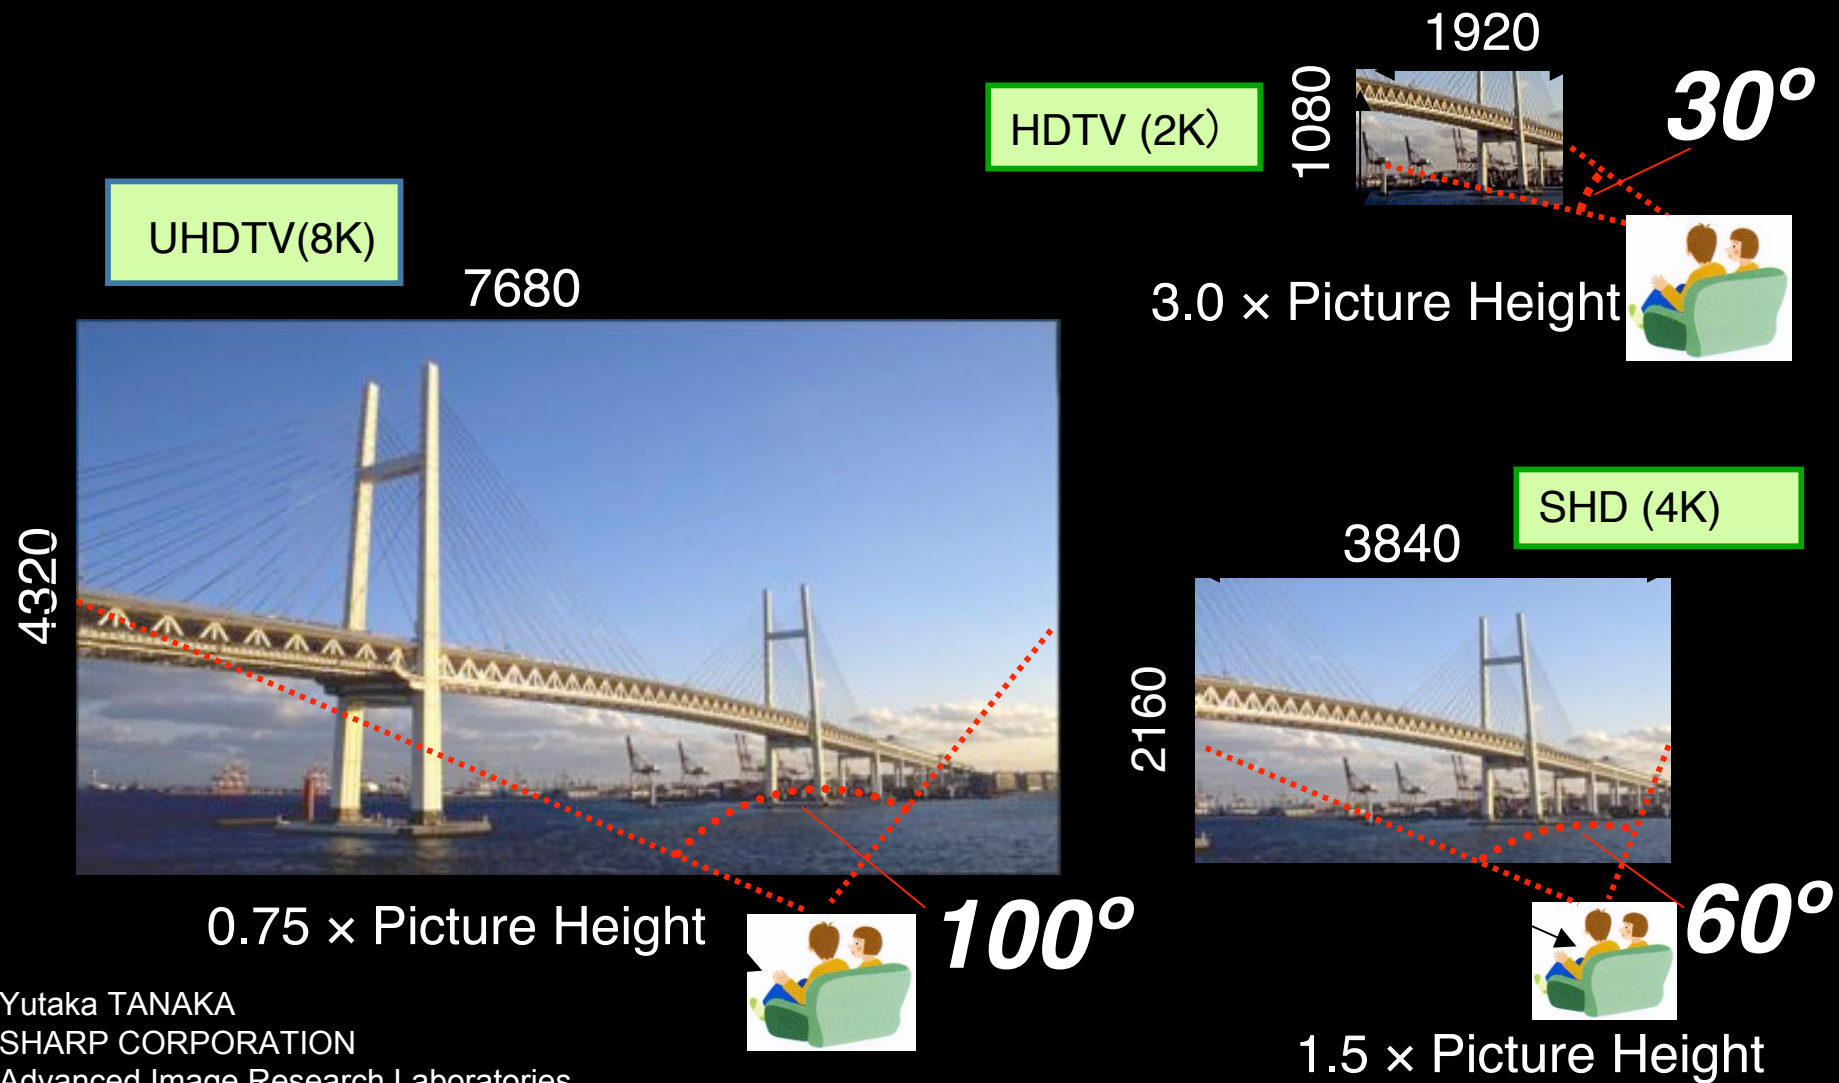 1920
1080
30º
HDTV (2K）
3.0 × Picture Height
UHDTV(8K)
7680
4320
0.75 × Picture Height
100º
SHD (4K)
3840
2160
60º
1.5 × Picture Height
Yutaka TANAKA
SHARP CORPORATION
Advanced Image Research Laboratories